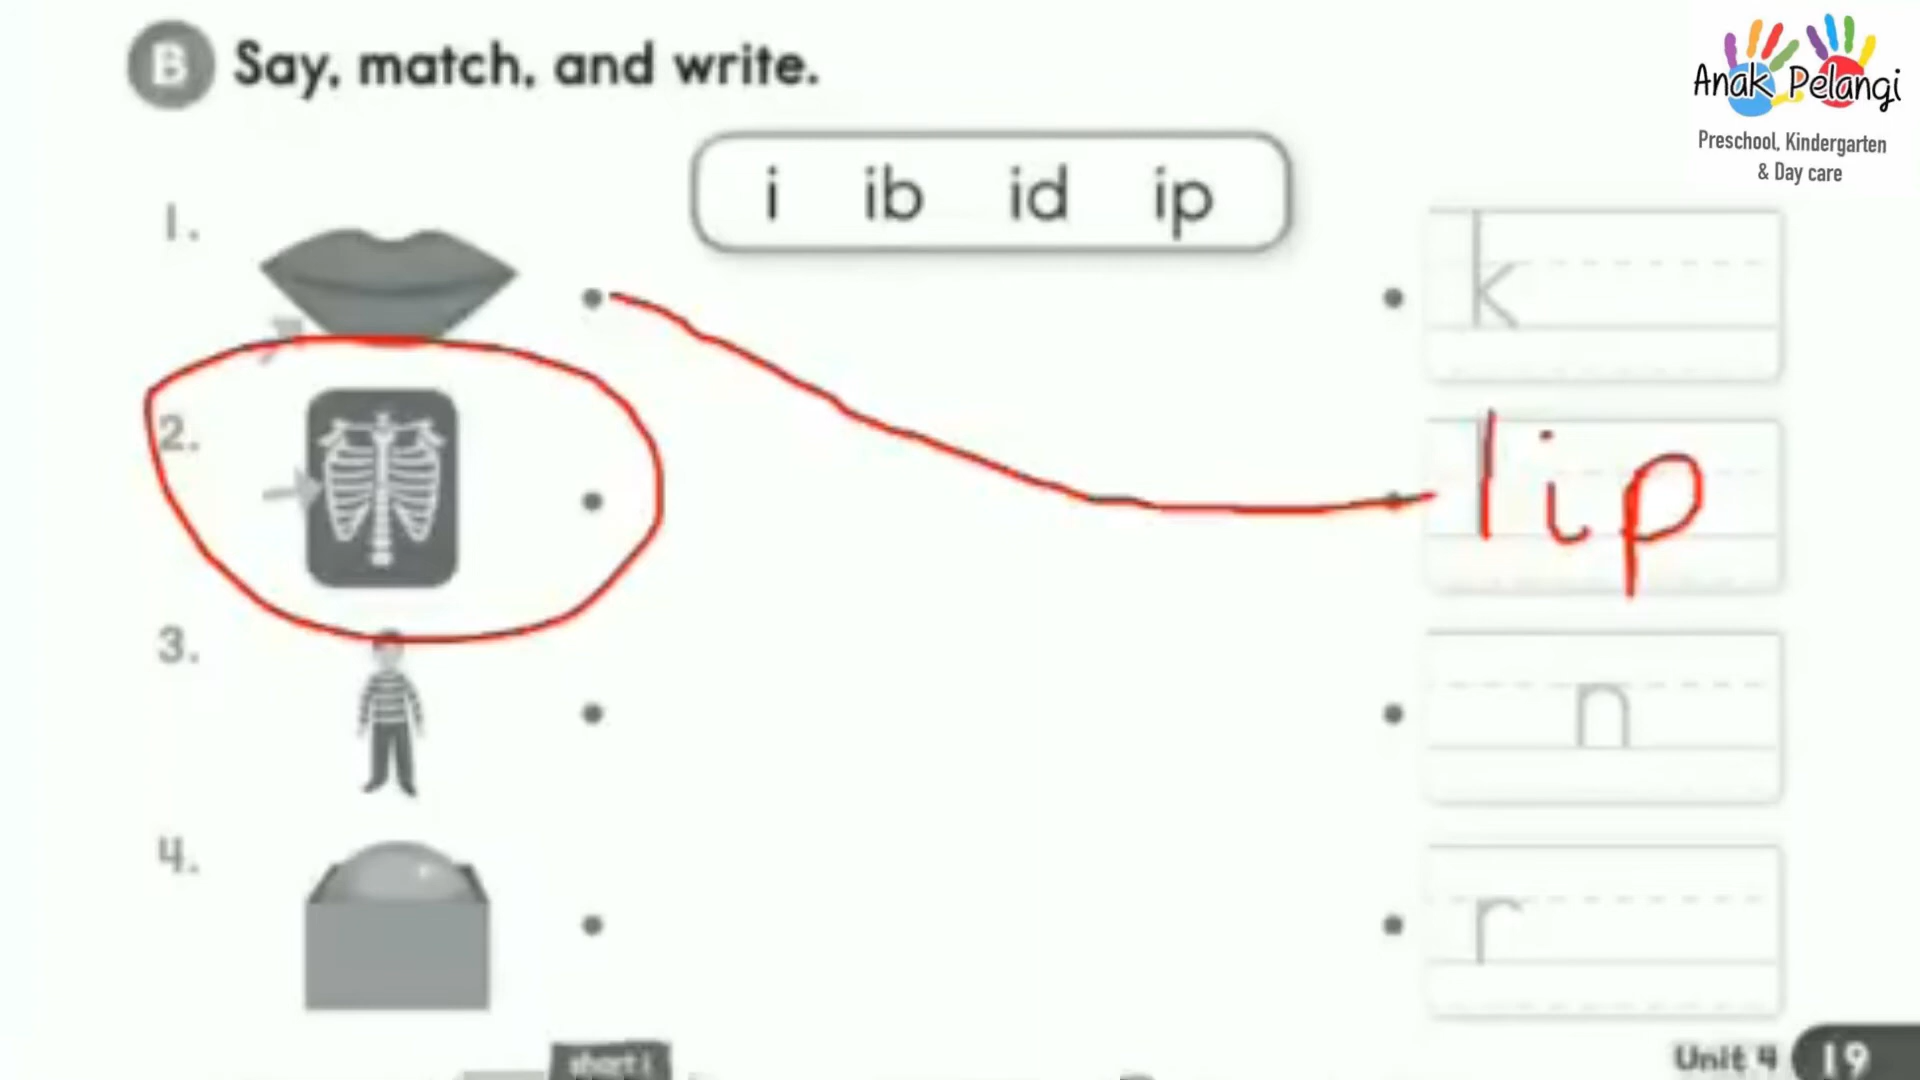 B Say, match, and write.
Anak Pelangi
Preschool, Kindergarten
& Day care
i ib id ip
1.
k
2.
lip
3.
n
4.
r
short i
Unit 4 19